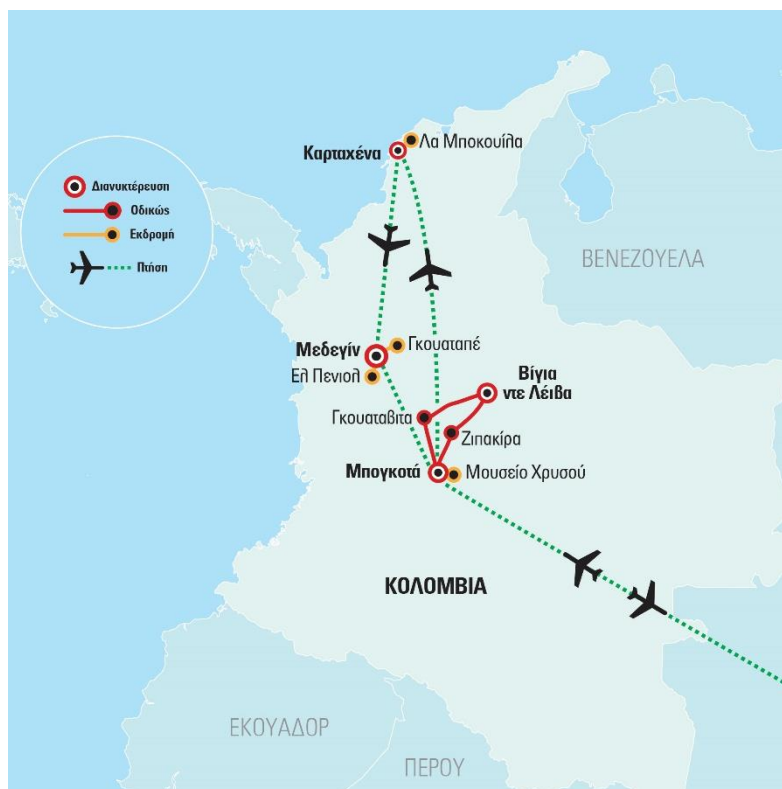 Καρταχένα
Λα Μποκουίλα
Διανυκτέρευση
Οδικώς
Εκδρομή
Πτήση
ΒΕΝΕΖΟΥΕΛΑ
Μεδεγίν
Γκουαταπέ
Ελ Πενιολ
Βίγια
ντε Λέιβα
Γκουαταβιτα
Ζιπακίρα
Μπογκοτά
Μουσείο Χρυσού
ΚΟΛΟΜΒΙΑ
ΕΚΟΥΑΔΟΡ
ΠΕΡΟΥ